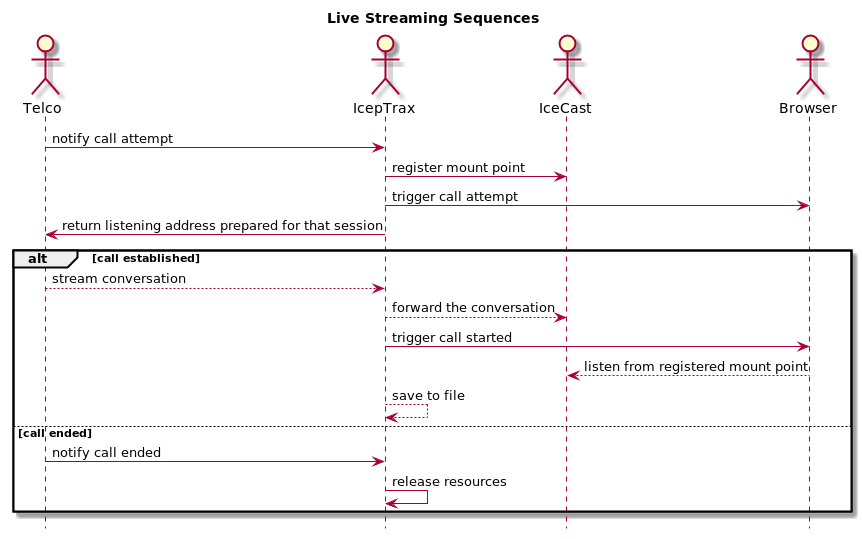 Live Streaming Sequences
Telco IcepTrax IceCast Browser
notify call attempt
register mount point
trigger call attempt
return listening address prepared for that session
alt [call established]
stream conversation
forward the conversation
trigger call started
listen from registered mount point
save to file
[call ended]
notify call ended
release resources